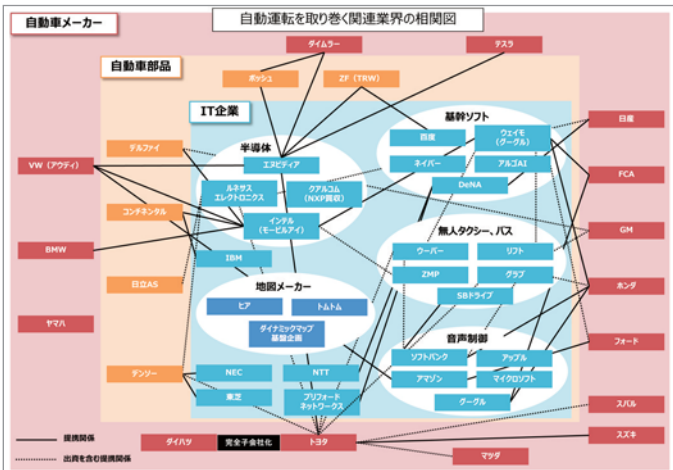 自動運転を取り巻く関連業界の相関図
自動車メーカー
ダイムラー
テスラ
自動車部品
ボッシュ
ZF（TRW）
IT企業
半導体
基幹ソフト
日産
百度
ウェイモ
（グーグル）
デルファイ
エヌビディア
ネイバー
アルゴAI
VW（アウディ）
FCA
ルネサス
エレクトロニクス
クアルコム
（NXP買収）
DeNA
コンチネンタル
インテル
（モービルアイ）
無人タクシー、バス
GM
BMW
IBM
ウーバー
リフト
日立AS
地図メーカー
ZMP
グラブ
ホンダ
ヒア
トムトム
SBドライブ
ヤマハ
ダイナミックマップ
基盤企画
音声制御
フォード
ソフトバンク
アップル
デンソー
NEC
NTT
アマゾン
マイクロソフト
東芝
プリファード
ネットワークス
グーグル
スバル
提携関係
ダイハツ
完全子会社化
トヨタ
スズキ
出資を含む提携関係
マツダ